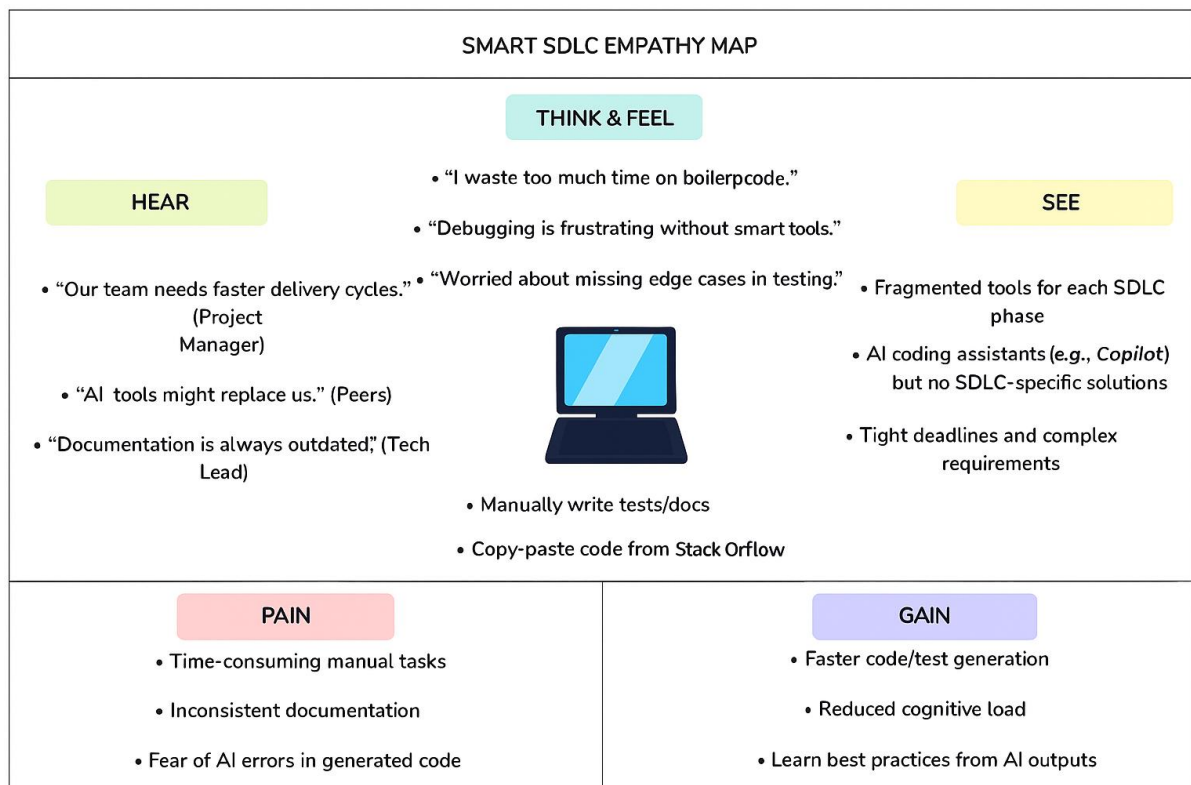 SMART SDLC EMPATHY MAP
THINK & FEEL
• “I waste too much time on boilerpcode.”
• “Debugging is frustrating without smart tools.”
• “Worried about missing edge cases in testing.”
HEAR
• “Our team needs faster delivery cycles.”
(Project
Manager)
• “AI tools might replace us.” (Peers)
• “Documentation is always outdated”, (Tech
Lead)
SEE
• Fragmented tools for each SDLC
phase
• AI coding assistants (e.g., Copilot)
but no SDLC-specific solutions
• Tight deadlines and complex
requirements
• Manually write tests/docs
• Copy-paste code from Stack Orflow
PAIN
• Time-consuming manual tasks
• Inconsistent documentation
• Fear of AI errors in generated code
GAIN
• Faster code/test generation
• Reduced cognitive load
• Learn best practices from AI outputs